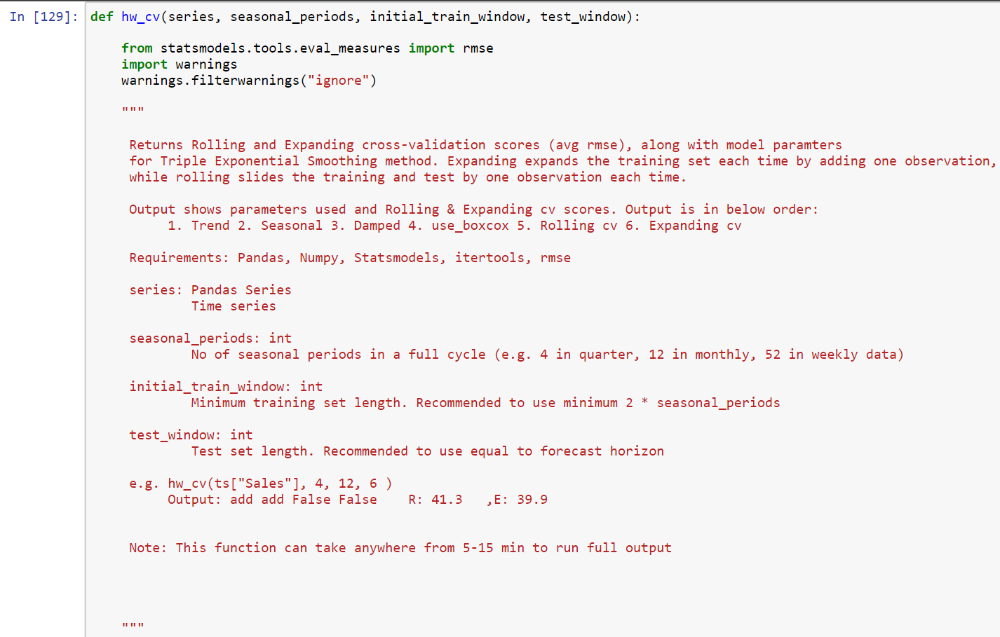 In [129]: def hw_cv(series, seasonal_periods, initial_train_window, test_window):
from statsmodels.tools.eval_measures import rmse
import warnings
warnings.filterwarnings("ignore")
"""
Returns Rolling and Expanding cross-validation scores (avg rmse), along with model paramters
for Triple Exponential Smoothing method. Expanding expands the training set each time by adding one observation,
while rolling slides the training and test by one observation each time.
Output shows parameters used and Rolling & Expanding cv scores. Output is in below order:
1. Trend 2. Seasonal 3. Damped 4. use_boxcox 5. Rolling cv 6. Expanding cv
Requirements: Pandas, Numpy, Statsmodels, itertools, rmse
series: Pandas Series
Time series
seasonal_periods: int
No of seasonal periods in a full cycle (e.g. 4 in quarter, 12 in monthly, 52 in weekly data)
initial_train_window: int
Minimum training set length. Recommended to use minimum 2 * seasonal_periods
test_window: int
Test set length. Recommended to use equal to forecast horizon
e.g. hw_cv(ts["Sales"], 4, 12, 6 )
Output: add add False False    R: 41.3   ,E: 39.9
Note: This function can take anywhere from 5-15 min to run full output
"""